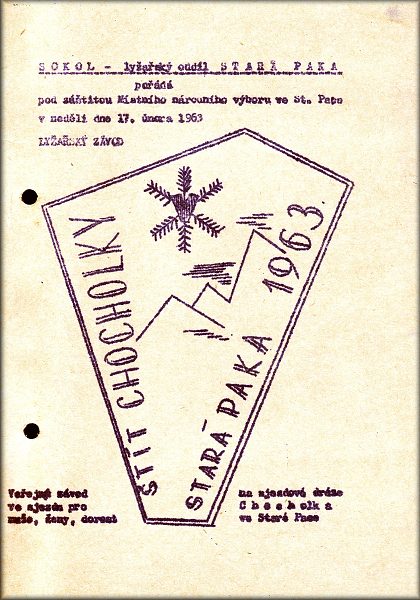 SOKOL - lyžařský oddíl STARÁ PAKA
pořádá
pod záštitou Místního národního výboru ve St. Pace
v neděli dne 17. února 1963
LYŽAŘSKÝ ZÁVOD
ŠTÍT CHOCHOLKY
STARÁ PAKA 1963.
Veřejný závod
ve sjezdu pro
muže, ženy, dorost
na sjezdové dráze
Chocholka
ve Staré Pace